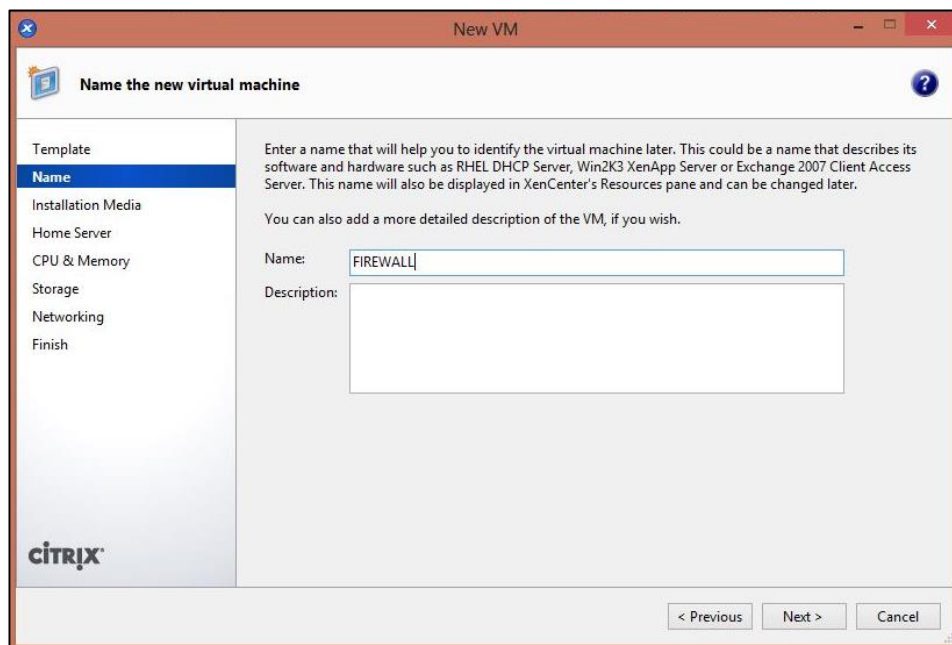 New VM
Name the new virtual machine
Template
Name
Installation Media
Home Server
CPU & Memory
Storage
Networking
Finish
CITRIX
Enter a name that will help you to identify the virtual machine later. This could be a name that describes its
software and hardware such as RHEL DHCP Server, Win2K3 XenApp Server or Exchange 2007 Client Access
Server. This name will also be displayed in XenCenter's Resources pane and can be changed later.
You can also add a more detailed description of the VM, if you wish.
Name: FIREWALL
Description:
< Previous Next > Cancel